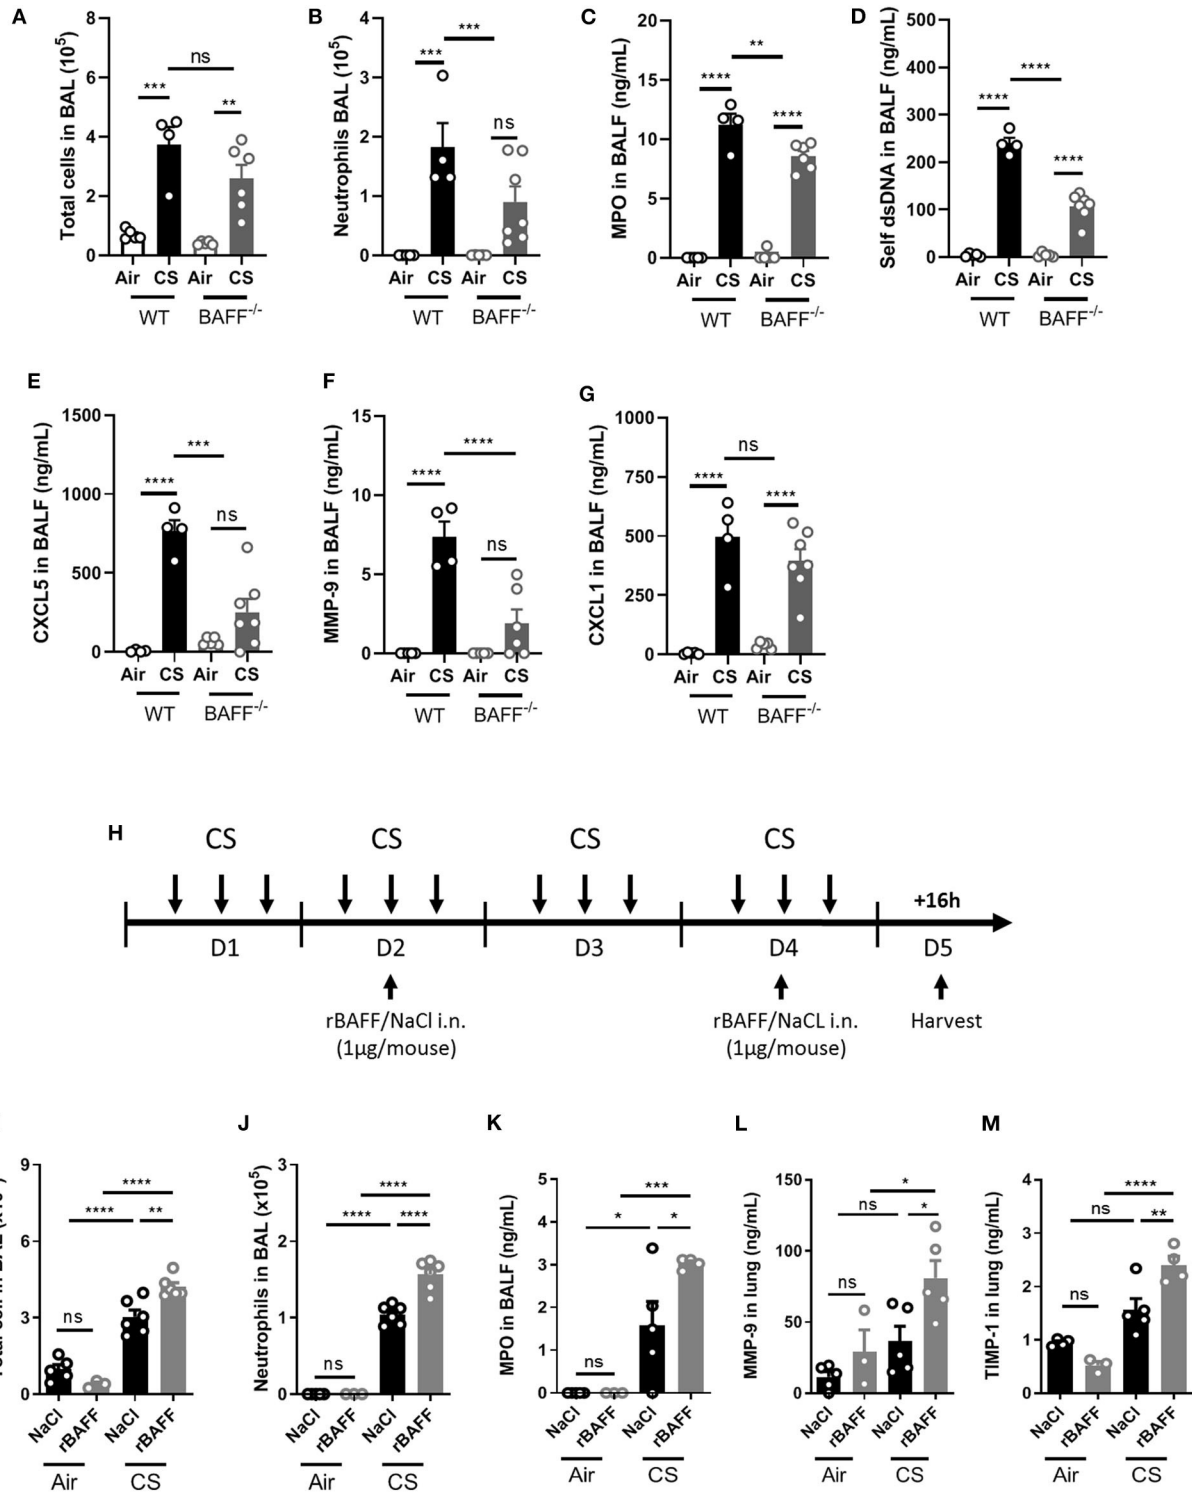 A
Total cells in BAL (10⁵)
8
6
4
2
0
***
ns
**
Air CS Air CS
WT BAFF⁻/⁻
B
Neutrophils BAL (10⁵)
4
3
2
1
0
***
***
ns
Air CS Air CS
WT BAFF⁻/⁻
C
MPO in BALF (ng/mL)
20
15
10
5
0
****
**
****
Air CS Air CS
WT BAFF⁻/⁻
D
Self dsDNA in BALF (ng/mL)
500
400
300
200
100
0
****
****
****
Air CS Air CS
WT BAFF⁻/⁻
E
CXCL5 in BALF (ng/mL)
1500
1000
500
0
****
***
ns
Air CS Air CS
WT BAFF⁻/⁻
F
MMP-9 in BALF (ng/mL)
15
10
5
0
****
****
ns
Air CS Air CS
WT BAFF⁻/⁻
G
CXCL1 in BALF (ng/mL)
1000
750
500
250
0
****
ns
****
Air CS Air CS
WT BAFF⁻/⁻
H
CS CS CS CS
+16h
D1 D2 D3 D4 D5
rBAFF/NaCl i.n.
(1µg/mouse)
rBAFF/NaCL i.n.
(1µg/mouse)
Harvest
9
6
3
0
****
****
**
ns
NaCl rBAFF NaCl rBAFF
Air CS
J
Neutrophils in BAL (x10⁵)
3
2
1
0
****
****
****
ns
NaCl rBAFF NaCl rBAFF
Air CS
K
MPO in BALF (ng/mL)
5
4
3
2
1
0
***
*
*
ns
NaCl rBAFF NaCl rBAFF
Air CS
L
MMP-9 in lung (ng/mL)
150
100
50
0
*
ns
*
ns
NaCl rBAFF NaCl rBAFF
Air CS
M
TIMP-1 in lung (ng/mL)
4
3
2
1
0
****
ns
**
ns
NaCl rBAFF NaCl rBAFF
Air CS